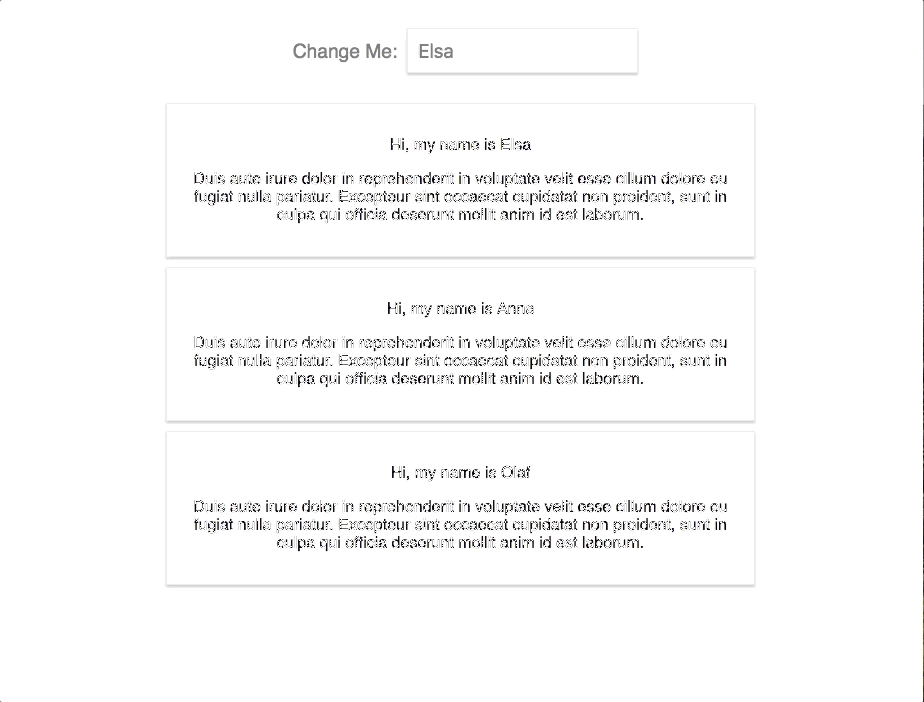 Change Me: Elsa
Hi, my name is Elsa
Duis aute irure dolor in reprehenderit in voluptate velit esse cillum dolore eu
fugiat nulla pariatur. Excepteur sint occaecat cupidatat non proident, sunt in
culpa qui officia deserunt mollit anim id est laborum.
Hi, my name is Anna
Duis aute irure dolor in reprehenderit in voluptate velit esse cillum dolore eu
fugiat nulla pariatur. Excepteur sint occaecat cupidatat non proident, sunt in
culpa qui officia deserunt mollit anim id est laborum.
Hi, my name is Olaf
Duis aute irure dolor in reprehenderit in voluptate velit esse cillum dolore eu
fugiat nulla pariatur. Excepteur sint occaecat cupidatat non proident, sunt in
culpa qui officia deserunt mollit anim id est laborum.